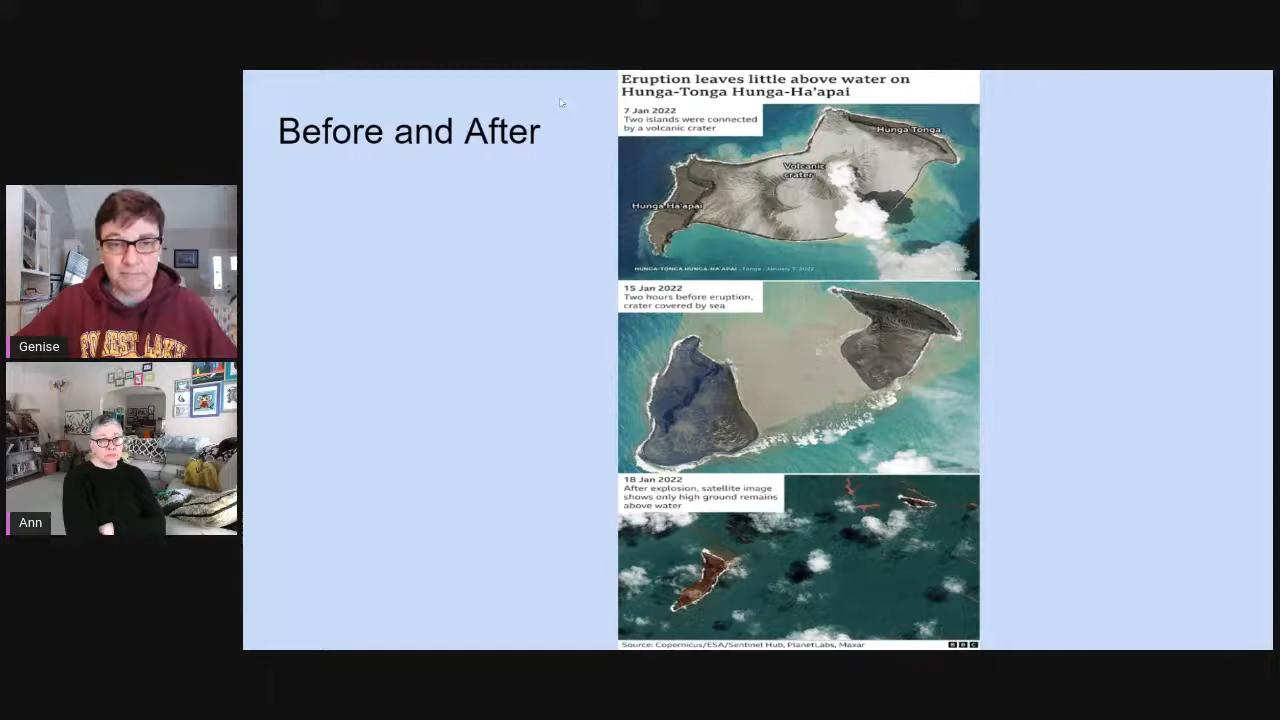 Before and After
Eruption leaves little above water on
Hunga-Tonga Hunga-Ha'apai
7 Jan 2022
Two islands were connected
by a volcanic crater
Hunga Tonga
Volcanic
crater
Hunga Ha'apai
HUNGA-TONGA HUNGA-HA'APAI - Tonga - January 7, 2022
15 Jan 2022
Two hours before eruption,
crater covered by sea
18 Jan 2022
After explosion, satellite image
shows only high ground remains
above water
Source: Copernicus/ESA/Sentinel Hub, PlanetLabs, Maxar
BBC
Genise
FOREST LAKE
Ann